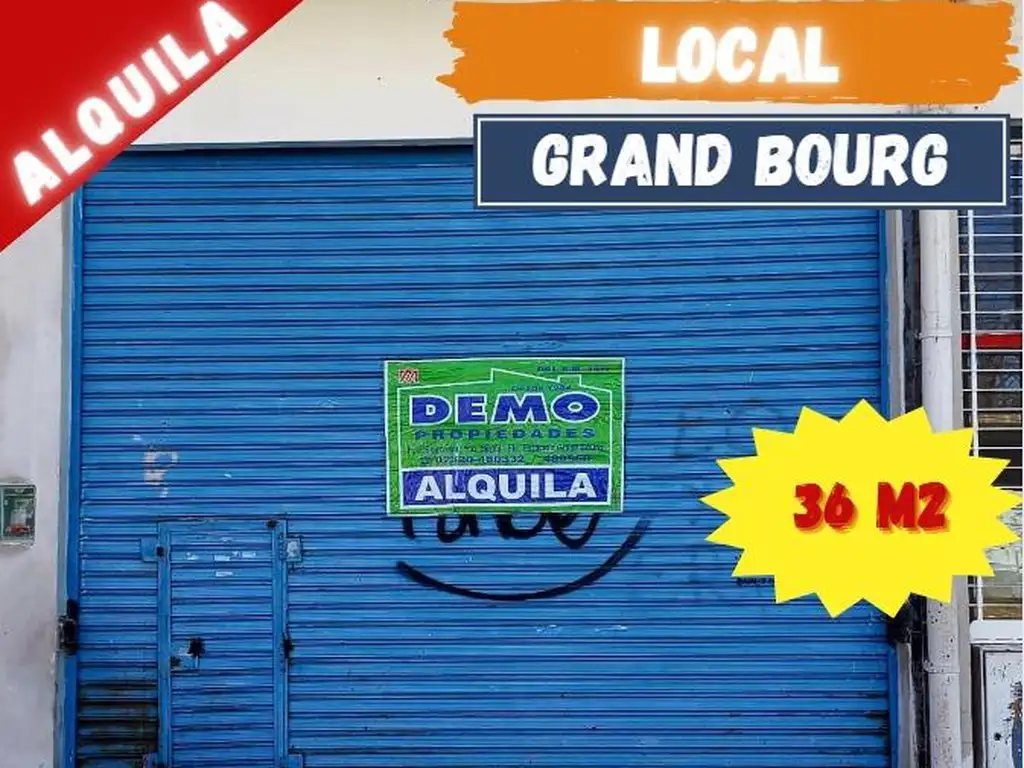 ALQUILA
LOCAL
GRAND BOURG
DEMO
PROPIEDADES
ALQUILA
36 M2